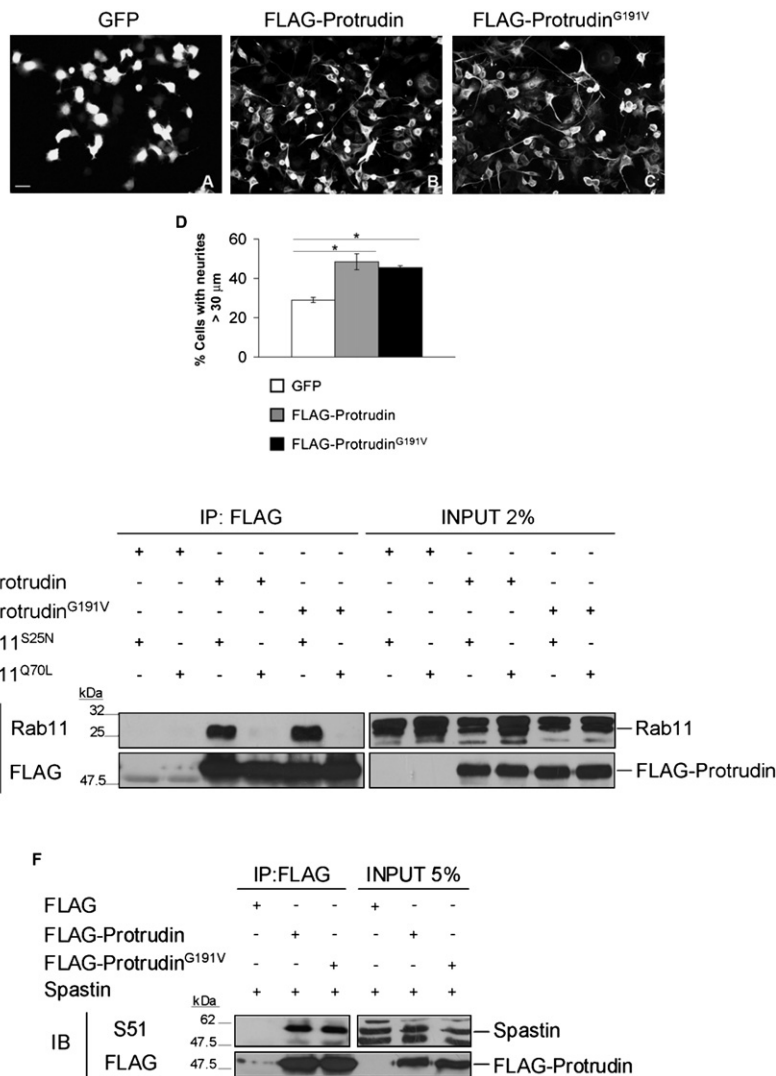 GFP FLAG-Protrudin FLAG-Protrudin^G191V
A B C
D
60
40
20
0
% Cells with neurites
> 30 µm
* *
GFP
FLAG-Protrudin
FLAG-Protrudin^G191V
IP: FLAG INPUT 2%
+ + - - - - + + - - - -
rotrudin - - + + - - - - + + - -
rotrudin^G191V - - - - + + - - - - + +
11^S25N + - + - + - + - + - + -
11^Q70L - + - + - + - + - + - +
kDa
32
Rab11 25 Rab11
FLAG 47.5 FLAG-Protrudin
F
IP:FLAG INPUT 5%
FLAG + - - + - -
FLAG-Protrudin - + - - + -
FLAG-Protrudin^G191V - - + - - +
Spastin + + + + + +
kDa
IB
S51 62 47.5 Spastin
FLAG 47.5 FLAG-Protrudin